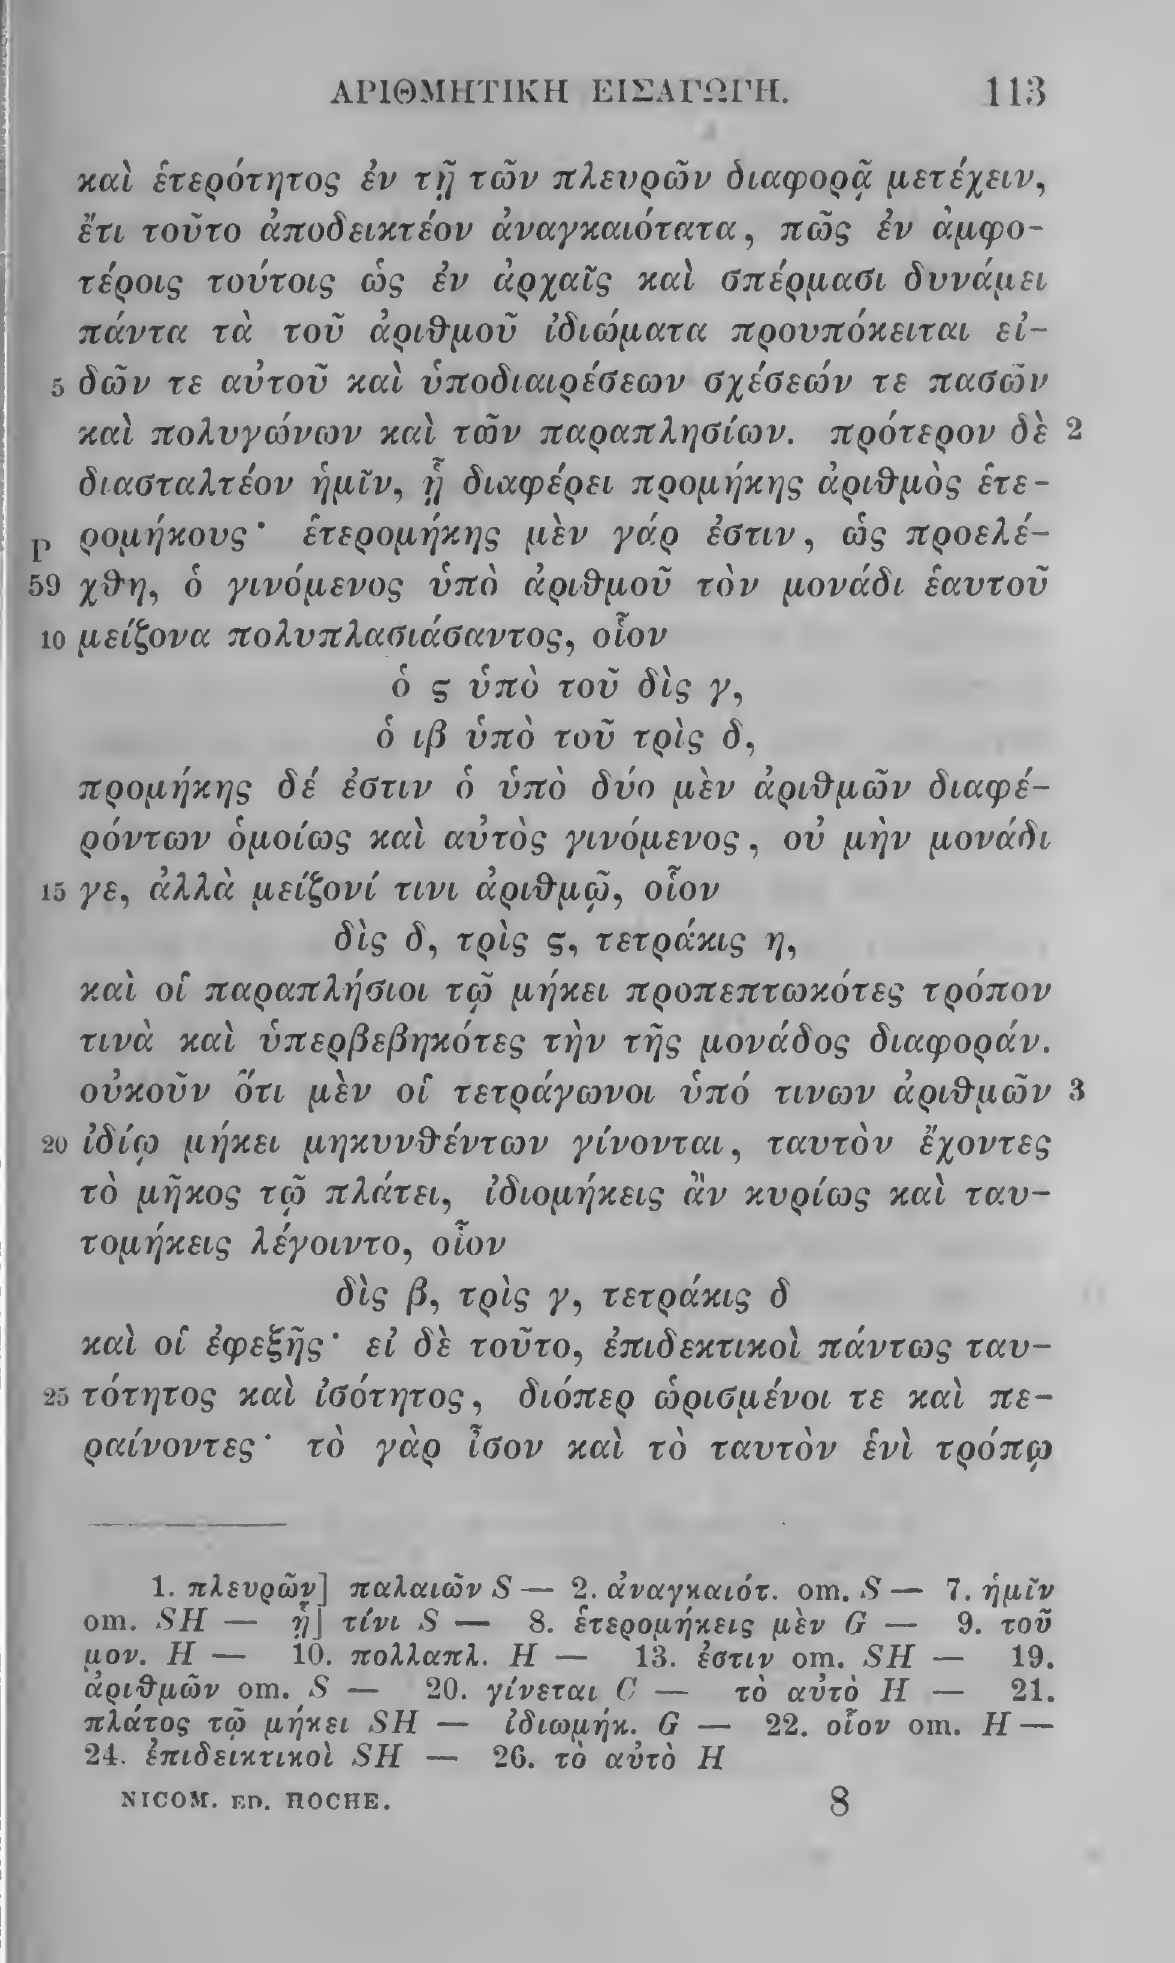 ΑΡΙΘΜΗΤΙΚΗ ΕΙΣΑΓΩΓΗ. 113
καὶ ἑτερότητος ἐν τῇ τῶν πλευρῶν διαφορᾷ μετέχειν,
ἔτι τοῦτο ἀποδεικτέον ἀναγκαιότατα, πῶς ἐν ἀμφο-
τέροις τούτοις ὡς ἐν ἀρχαῖς καὶ σπέρμασι δυνάμει
πάντα τὰ τοῦ ἀριθμοῦ ἰδιώματα προυπόκειται εἰ-
5 δῶν τε αὐτοῦ καὶ ὑποδιαιρέσεων σχέσεών τε πασῶν
καὶ πολυγώνων καὶ τῶν παραπλησίων. πρότερον δὲ 2
διασταλτέον ἡμῖν, ᾗ διαφέρει προμήκης ἀριθμὸς ἑτε-
p ρομήκους· ἑτερομήκης μὲν γάρ ἐστιν, ὡς προελέ-
59 χθη, ὁ γινόμενος ὑπὸ ἀριθμοῦ τὸν μονάδι ἑαυτοῦ
10 μείζονα πολυπλασιάσαντος, οἷον
ὁ ϛ ὑπὸ τοῦ δὶς γ,
ὁ ιβ ὑπὸ τοῦ τρὶς δ,
προμήκης δέ ἐστιν ὁ ὑπὸ δύο μὲν ἀριθμῶν διαφε-
ρόντων ὁμοίως καὶ αὐτὸς γινόμενος, οὐ μὴν μονάδι
15 γε, ἀλλὰ μείζονί τινι ἀριθμῷ, οἷον
δὶς δ, τρὶς ϛ, τετράκις η,
καὶ οἱ παραπλήσιοι τῷ μήκει προπεπτωκότες τρόπον
τινὰ καὶ ὑπερβεβηκότες τὴν τῆς μονάδος διαφοράν.
οὐκοῦν ὅτι μὲν οἱ τετράγωνοι ὑπό τινων ἀριθμῶν 3
20 ἰδίῳ μήκει μηκυνθέντων γίνονται, ταυτὸν ἔχοντες
τὸ μῆκος τῷ πλάτει, ἰδιομήκεις ἂν κυρίως καὶ ταυ-
τομήκεις λέγοιντο, οἷον
δὶς β, τρὶς γ, τετράκις δ
καὶ οἱ ἐφεξῆς· εἰ δὲ τοῦτο, ἐπιδεκτικοὶ πάντως ταυ-
25 τότητος καὶ ἰσότητος, διόπερ ὡρισμένοι τε καὶ πε-
ραίνοντες· τὸ γὰρ ἶσον καὶ τὸ ταυτὸν ἑνὶ τρόπῳ
1. πλευρῶν] παλαιῶν S — 2. ἀναγκαιότ. om. S — 7. ἡμῖν
om. SH — ᾗ] τίνι S — 8. ἑτερομήκεις μὲν G — 9. τοῦ
μον. H — 10. πολλαπλ. H — 13. ἐστιν om. SH — 19.
ἀριθμῶν om. S — 20. γίνεται C — τὸ αὐτὸ H — 21.
πλάτος τῷ μήκει SH — ἰδιωμήκ. G — 22. οἷον om. H —
24. ἐπιδεικτικοὶ SH — 26. τὸ αὐτὸ H
NICOM. ED. HOCHE. 8